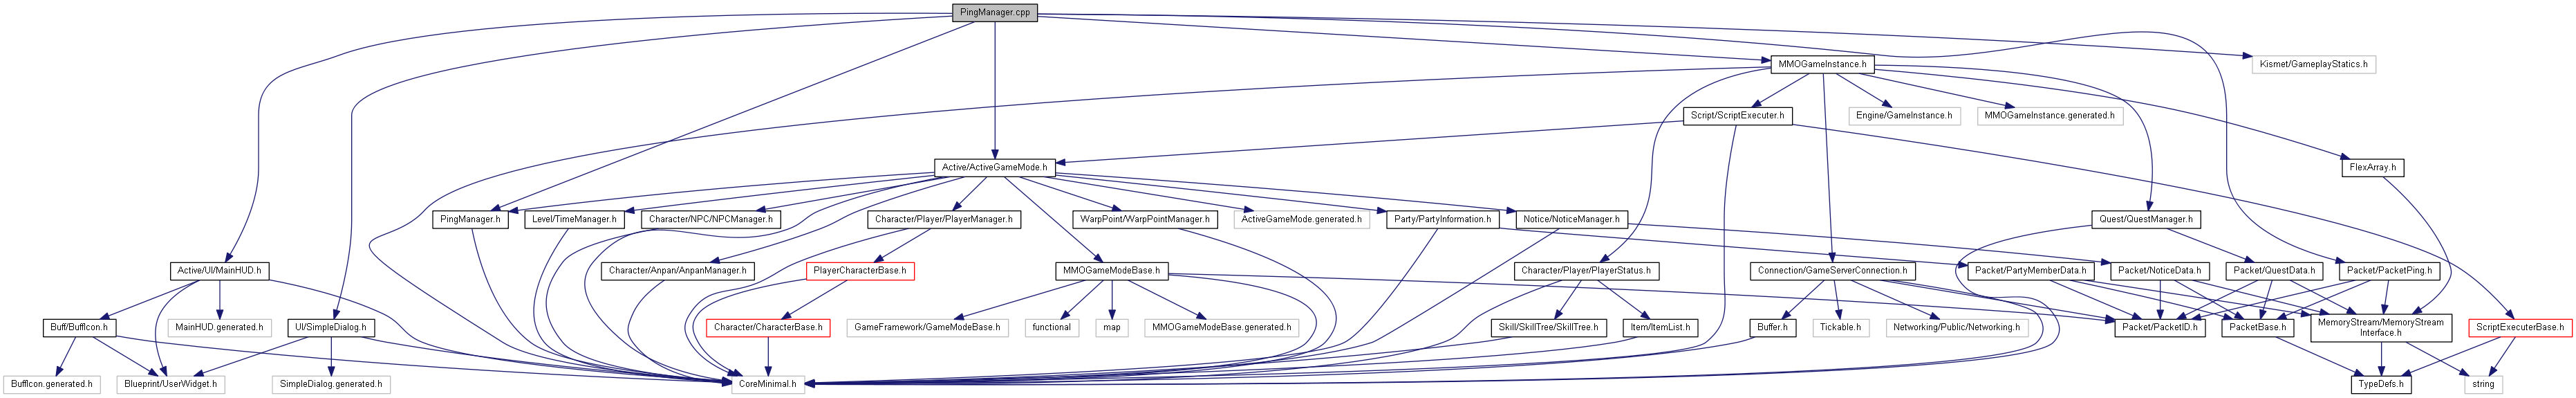 PingManager.cpp
MMOGameInstance.h
Kismet/GameplayStatics.h
Script/ScriptExecuter.h
Engine/GameInstance.h
MMOGameInstance.generated.h
Active/ActiveGameMode.h
FlexArray.h
PingManager.h
Level/TimeManager.h
Character/NPC/NPCManager.h
Character/Player/PlayerManager.h
WarpPoint/WarpPointManager.h
ActiveGameMode.generated.h
Party/PartyInformation.h
Notice/NoticeManager.h
Quest/QuestManager.h
Active/UI/MainHUD.h
Character/Anpan/AnpanManager.h
PlayerCharacterBase.h
MMOGameModeBase.h
Character/Player/PlayerStatus.h
Connection/GameServerConnection.h
Packet/PartyMemberData.h
Packet/NoticeData.h
Packet/QuestData.h
Packet/PacketPing.h
Buff/BuffIcon.h
MainHUD.generated.h
UI/SimpleDialog.h
Character/CharacterBase.h
GameFramework/GameModeBase.h
functional
map
MMOGameModeBase.generated.h
Skill/SkillTree/SkillTree.h
Item/ItemList.h
Buffer.h
Tickable.h
Networking/Public/Networking.h
Packet/PacketID.h
PacketBase.h
MemoryStream/MemoryStream
Interface.h
ScriptExecuterBase.h
BuffIcon.generated.h
Blueprint/UserWidget.h
SimpleDialog.generated.h
CoreMinimal.h
TypeDefs.h
string